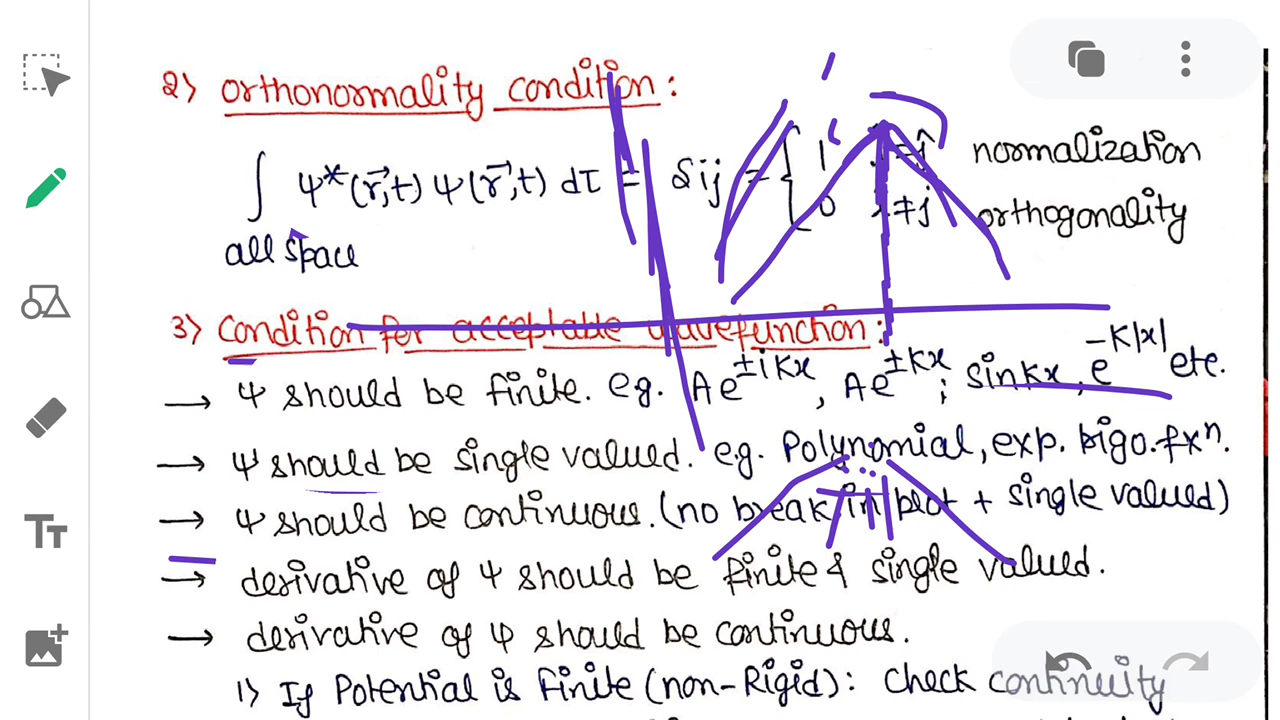 2) orthonormality condition:
∫ ψ*(r⃗,t) ψ(r⃗,t) dτ = δij = { 1 i=j normalization
0 i≠j orthogonality
all space
3) Condition for acceptable wavefunction:
→ ψ should be finite. eg. Ae^±iKx, Ae^±Kx; sinKx, e^-K|x| etc.
→ ψ should be single valued. e.g. Polynomial, exp. trigo. fxⁿ.
→ ψ should be continuous. (no break in plot + single valued)
→ derivative of ψ should be finite & single valued.
→ derivative of ψ should be continuous.
1) If Potential is Finite (non-Rigid): Check continuity
Tт